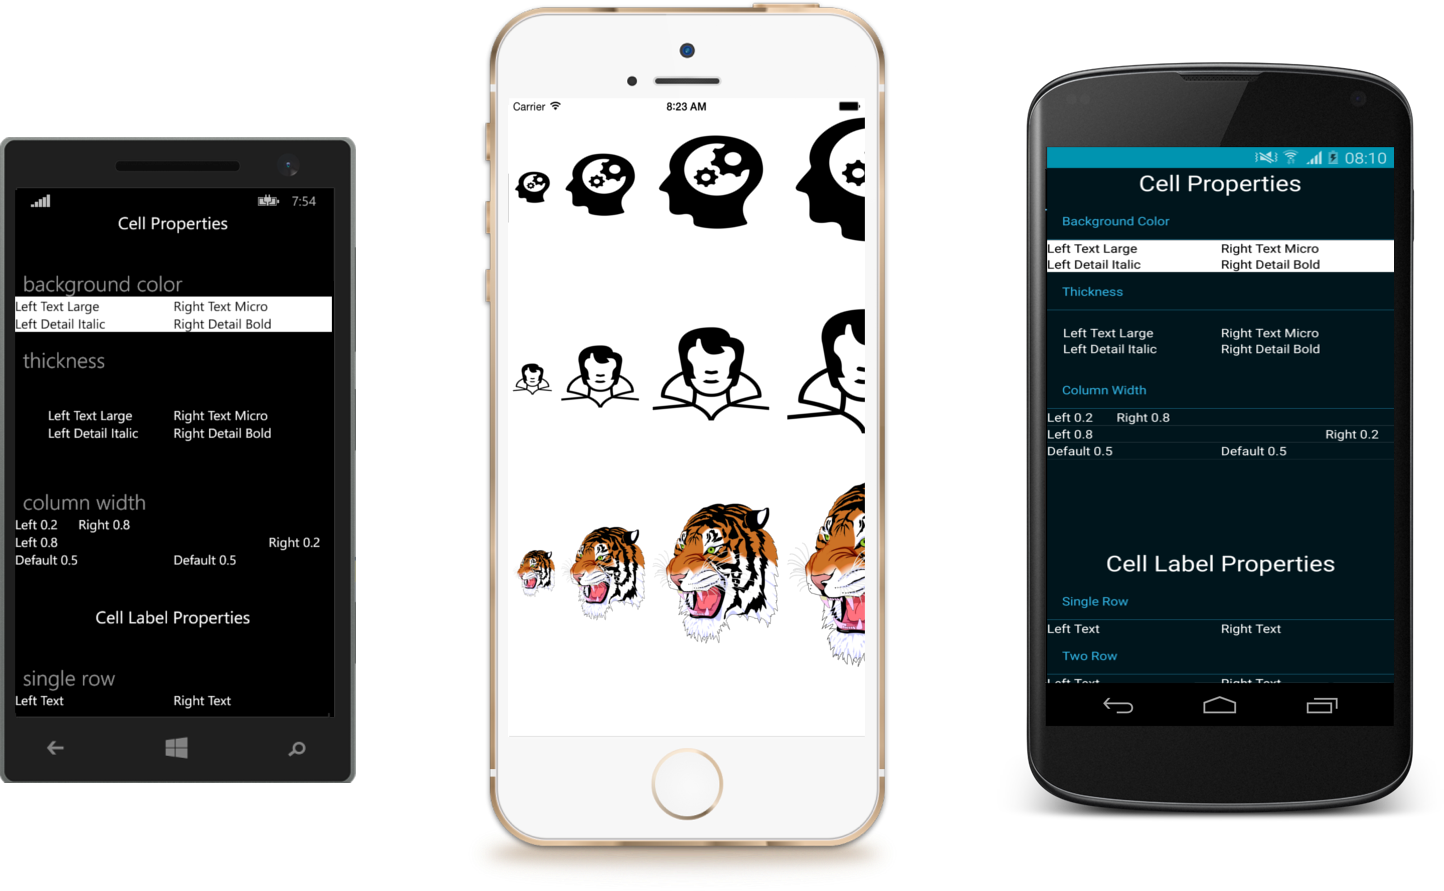 7:54
Cell Properties
background color
Left Text Large Right Text Micro
Left Detail Italic Right Detail Bold
thickness
Left Text Large Right Text Micro
Left Detail Italic Right Detail Bold
column width
Left 0.2 Right 0.8
Left 0.8 Right 0.2
Default 0.5 Default 0.5
Cell Label Properties
single row
Left Text Right Text
Carrier 8:23 AM
08:10
Cell Properties
Background Color
Left Text Large Right Text Micro
Left Detail Italic Right Detail Bold
Thickness
Left Text Large Right Text Micro
Left Detail Italic Right Detail Bold
Column Width
Left 0.2 Right 0.8
Left 0.8 Right 0.2
Default 0.5 Default 0.5
Cell Label Properties
Single Row
Left Text Right Text
Two Row
Left Text Right Text